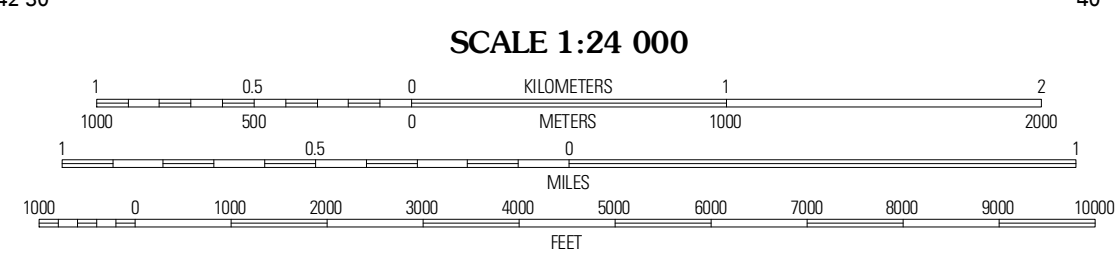 42'30" 40'
SCALE 1:24 000
1 0.5 0 KILOMETERS 1 2
1000 500 0 METERS 1000 2000
1 0.5 0 1
MILES
1000 0 1000 2000 3000 4000 5000 6000 7000 8000 9000 10000
FEET